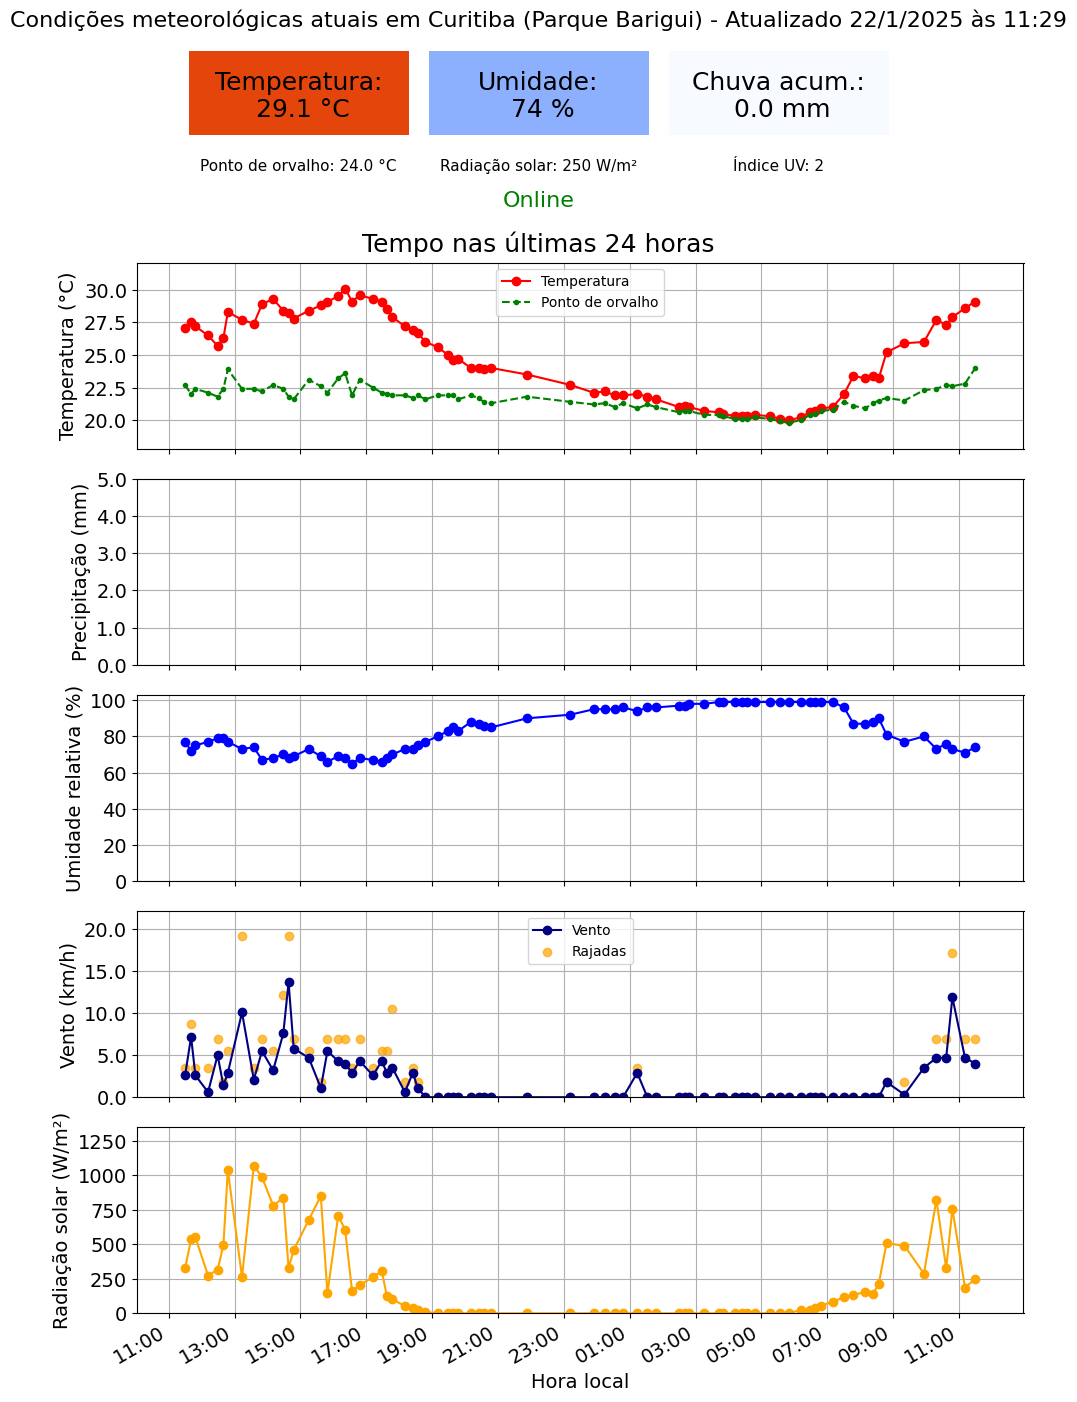 Condições meteorológicas atuais em Curitiba (Parque Barigui) - Atualizado 22/1/2025 às 11:29
Temperatura:
29.1 °C
Umidade:
74 %
Chuva acum.:
0.0 mm
Ponto de orvalho: 24.0 °C
Radiação solar: 250 W/m²
Índice UV: 2
Online
Tempo nas últimas 24 horas
Temperatura (°C)
30.0
27.5
25.0
22.5
20.0
Temperatura
Ponto de orvalho
Precipitação (mm)
5.0
4.0
3.0
2.0
1.0
0.0
Umidade relativa (%)
100
80
60
40
20
0
Vento (km/h)
20.0
15.0
10.0
5.0
0.0
Vento
Rajadas
Radiação solar (W/m²)
1250
1000
750
500
250
0
11:00
13:00
15:00
17:00
19:00
21:00
23:00
01:00
03:00
05:00
07:00
09:00
11:00
Hora local